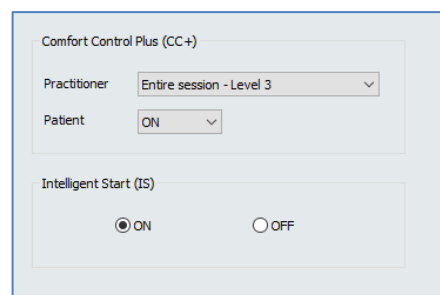 Comfort Control Plus (CC+)
Practitioner Entire session - Level 3
Patient ON
Intelligent Start (IS)
ON OFF